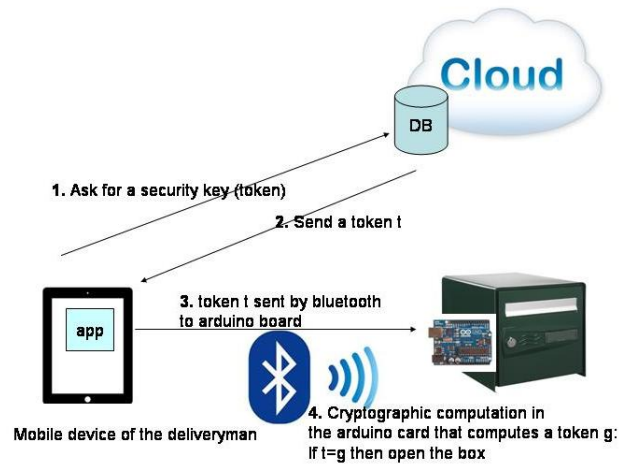 Cloud
DB
1. Ask for a security key (token)
2. Send a token t
3. token t sent by bluetooth
to arduino board
app
Mobile device of the deliveryman
4. Cryptographic computation in
the arduino card that computes a token g:
If t=g then open the box